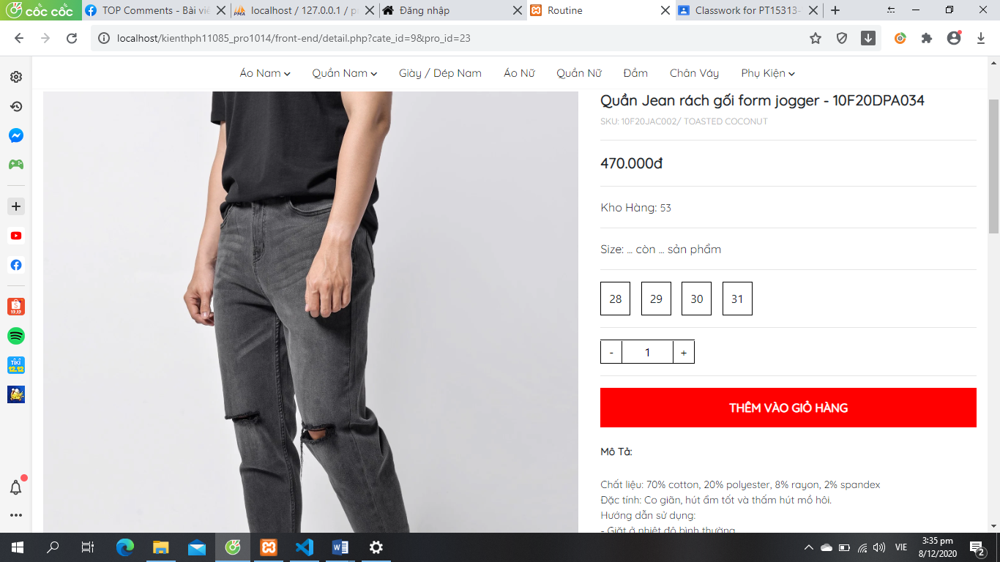 cốc cốc
TOP Comments - Bài viế
localhost / 127.0.0.1 / p
Đăng nhập
Routine
Classwork for PT15313-
localhost/kienthph11085_pro1014/front-end/detail.php?cate_id=9&pro_id=23
Áo Nam
Quần Nam
Giày / Dép Nam
Áo Nữ
Quần Nữ
Đầm
Chân Váy
Phụ Kiện
Quần Jean rách gối form jogger - 10F20DPA034
SKU: 10F20JAC002/ TOASTED COCONUT
470.000đ
Kho Hàng: 53
Size: ... còn ... sản phẩm
28 29 30 31
- 1 +
THÊM VÀO GIỎ HÀNG
Mô Tả:
Chất liệu: 70% cotton, 20% polyester, 8% rayon, 2% spandex
Đặc tính: Co giãn, hút ẩm tốt và thấm hút mồ hôi.
Hướng dẫn sử dụng:
- Giặt ở nhiệt độ bình thường
12.12
TIKI
12.12
VIE
3:35 pm
8/12/2020
2